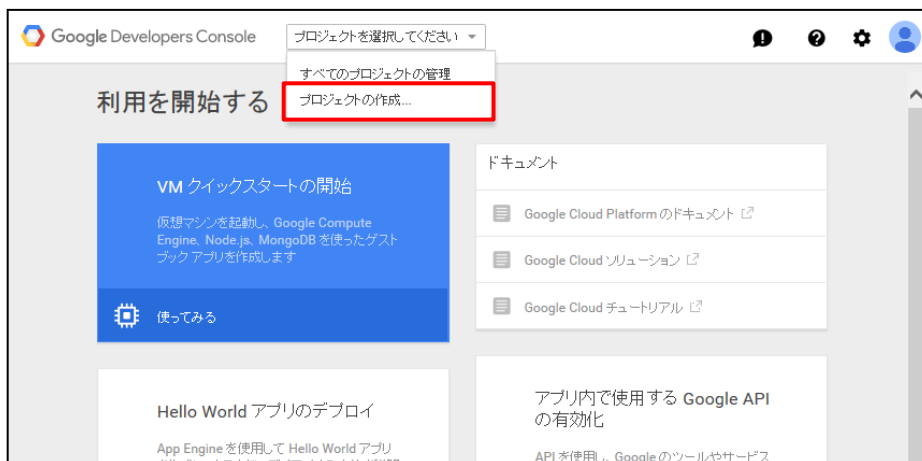 Google Developers Console
プロジェクトを選択してください
すべてのプロジェクトの管理
プロジェクトの作成...
利用を開始する
VM クイックスタートの開始
仮想マシンを起動し、Google Compute
Engine、Node.js、MongoDB を使ったゲスト
ブック アプリを作成します
使ってみる
ドキュメント
Google Cloud Platform のドキュメント
Google Cloud ソリューション
Google Cloud チュートリアル
Hello World アプリのデプロイ
App Engine を使用して Hello World アプリ
アプリ内で使用する Google API
の有効化
API を使用し、Google のツールやサービス